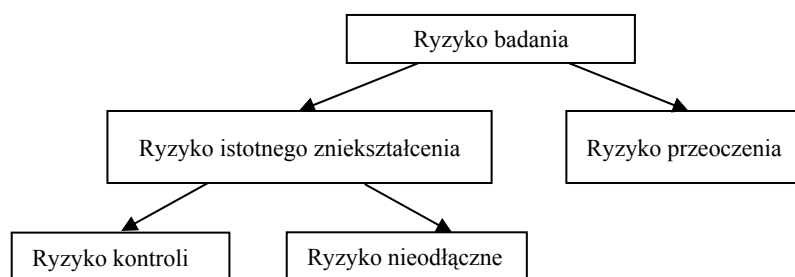 Ryzyko badania
Ryzyko istotnego zniekształcenia
Ryzyko przeoczenia
Ryzyko kontroli
Ryzyko nieodłączne